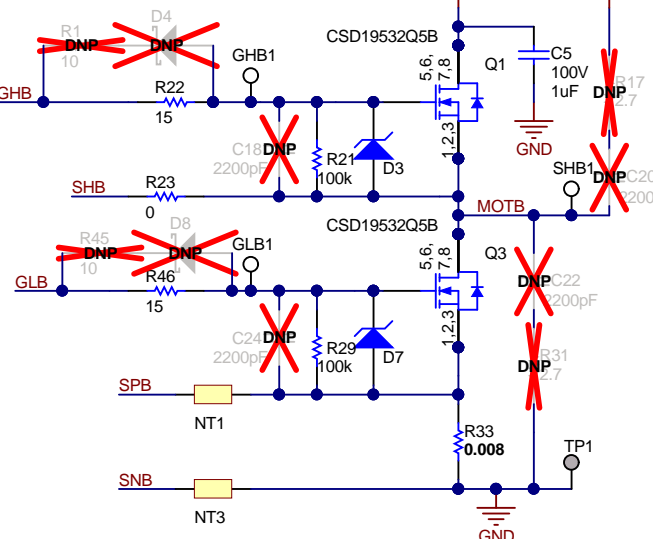 D4
R1
DNP
DNP
10
CSD19532Q5B
GHB1
5,6,
7,8
Q1
C5
100V
1uF
R17
DNP
2.7
GHB
R22
15
C18
DNP
2200pF
R21
100k
D3
1,2,3
GND
SHB1
DNP
C20
2200
SHB
R23
0
MOTB
CSD19532Q5B
D8
R45
DNP
DNP
10
GLB1
5,6,
7,8
Q3
C22
DNP
2200pF
GLB
R46
15
C24
DNP
2200pF
R29
100k
D7
1,2,3
R31
DNP
2.7
SPB
NT1
R33
0.008
TP1
SNB
NT3
GND